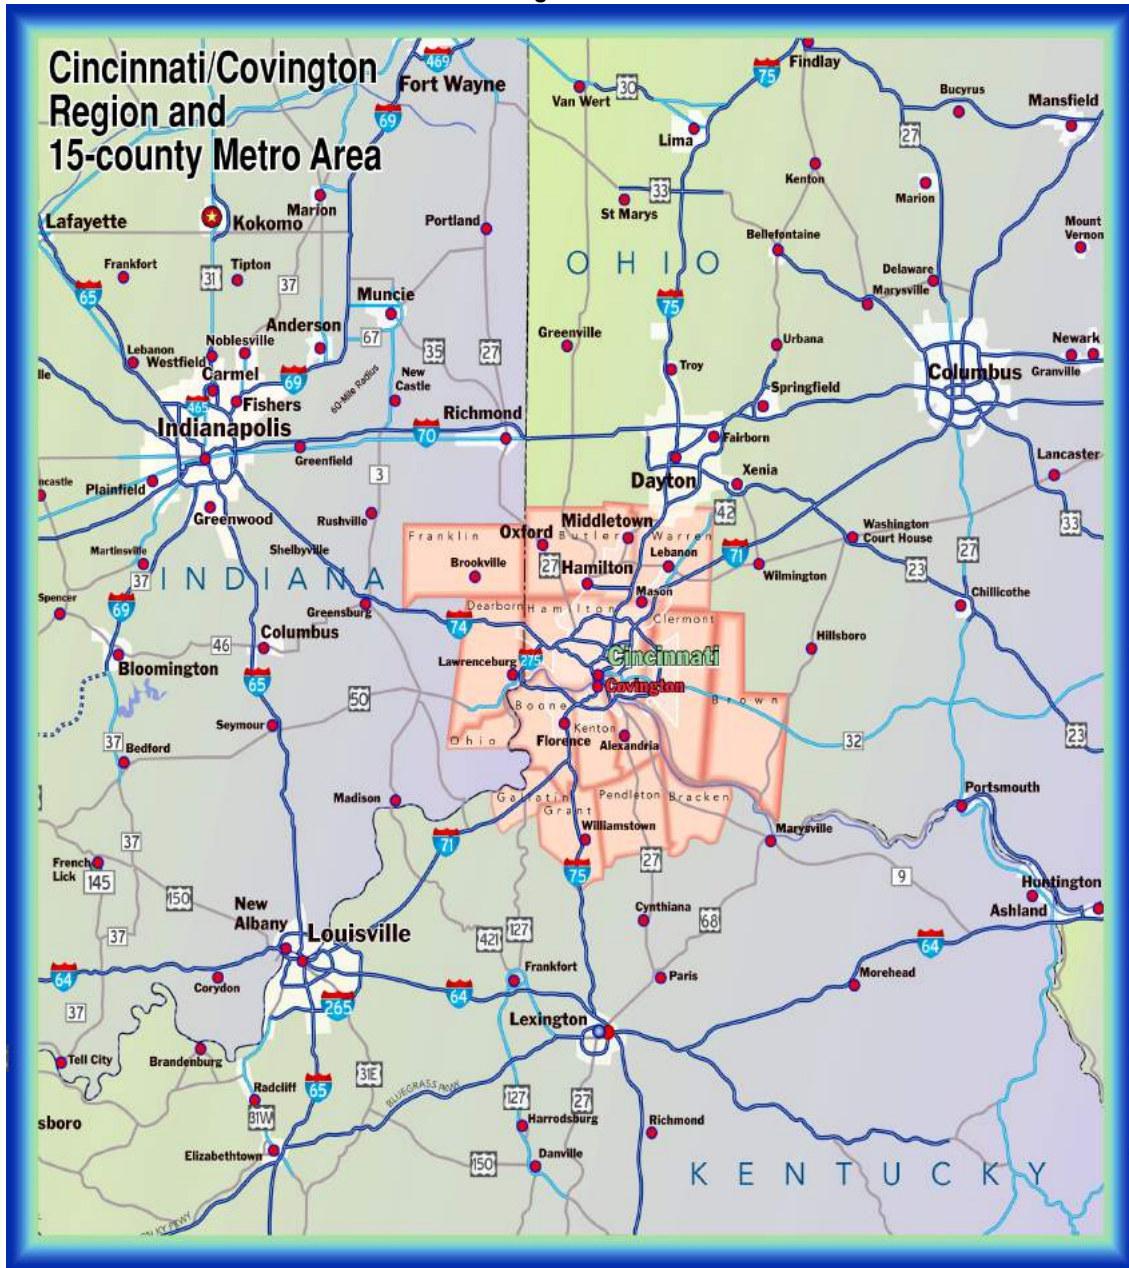 Cincinnati/Covington
Region and
15-county Metro Area
469
Fort Wayne
69
75
Findlay
Van Wert
30
Bucyrus
Mansfield
Lima
27
Kenton
Marion
33
St Marys
Lafayette
Kokomo
Marion
Portland
Mount
Vernon
Bellefontaine
OHIO
Frankfort
Tipton
31
37
65
Muncie
Delaware
Marysville
75
Anderson
67
35
27
Greenville
Urbana
Newark
Granville
Lebanon
Noblesville
Westfield
Carmel
69
60-Mile Radius
New
Castle
Troy
Columbus
Springfield
465
Fishers
Richmond
Indianapolis
70
Fairborn
Greenfield
Lancaster
Plainfield
3
Dayton
Xenia
ncastle
Greenwood
Rushville
42
33
Middletown
Oxford
Butler
Warren
Franklin
Washington
Court House
Martinsville
Shelbyville
71
Lebanon
27
Brookville
Hamilton
Wilmington
23
27
INDIANA
37
Spencer
69
Greensburg
Mason
Chillicothe
Dearborn
Hamilton
74
Clermont
Columbus
46
Hillsboro
Bloomington
Lawrenceburg
275
Cincinnati
Covington
65
50
Boone
Brown
Seymour
Kenton
Florence
Alexandria
Ohio
37
Bedford
32
23
Madison
Gallatin
Grant
Pendleton
Bracken
Portsmouth
Williamstown
Marysville
71
37
French
Lick
145
27
75
9
150
New
Albany
Cynthiana
68
Huntington
Ashland
37
Louisville
421
127
64
64
Corydon
Frankfort
Paris
Morehead
265
64
37
Lexington
Tell City
Brandenburg
31E
65
BLUEGRASS PKWY
Radcliff
31W
127
27
sboro
Harrodsburg
Richmond
Elizabethtown
150
Danville
KENTUCKY
KY PKWY